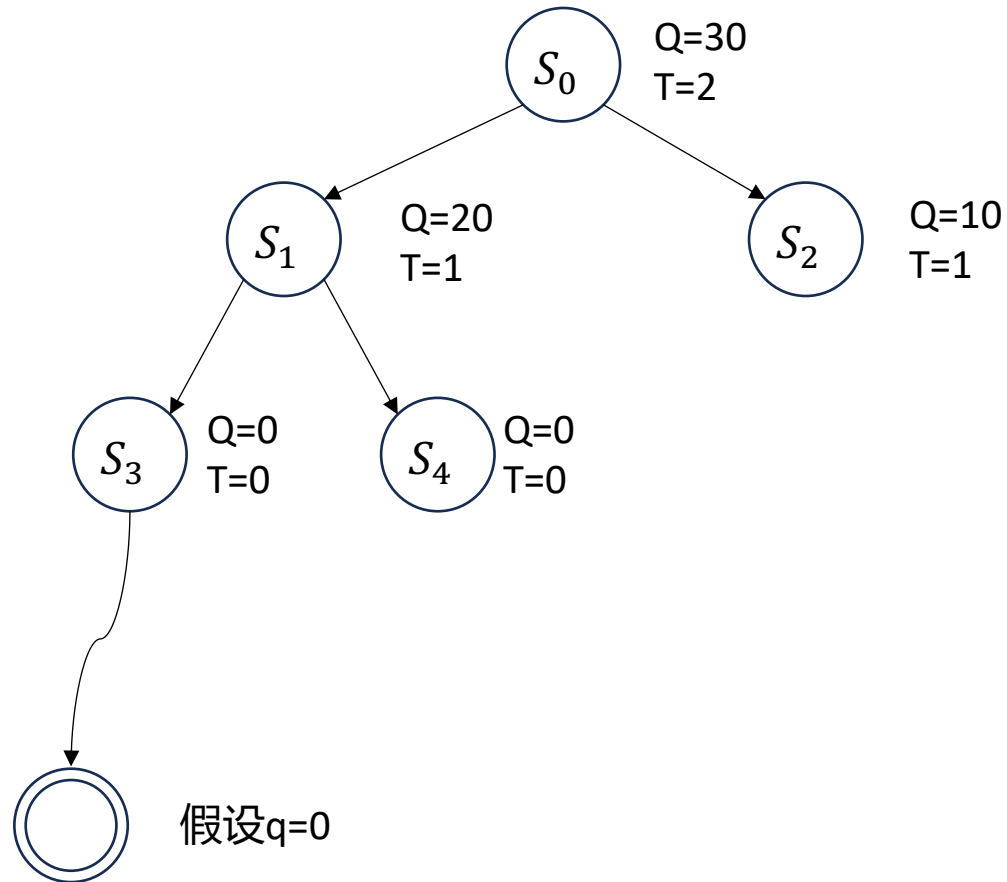 S₀
Q=30
T=2
S₁
Q=20
T=1
S₂
Q=10
T=1
S₃
Q=0
T=0
S₄
Q=0
T=0
假设q=0